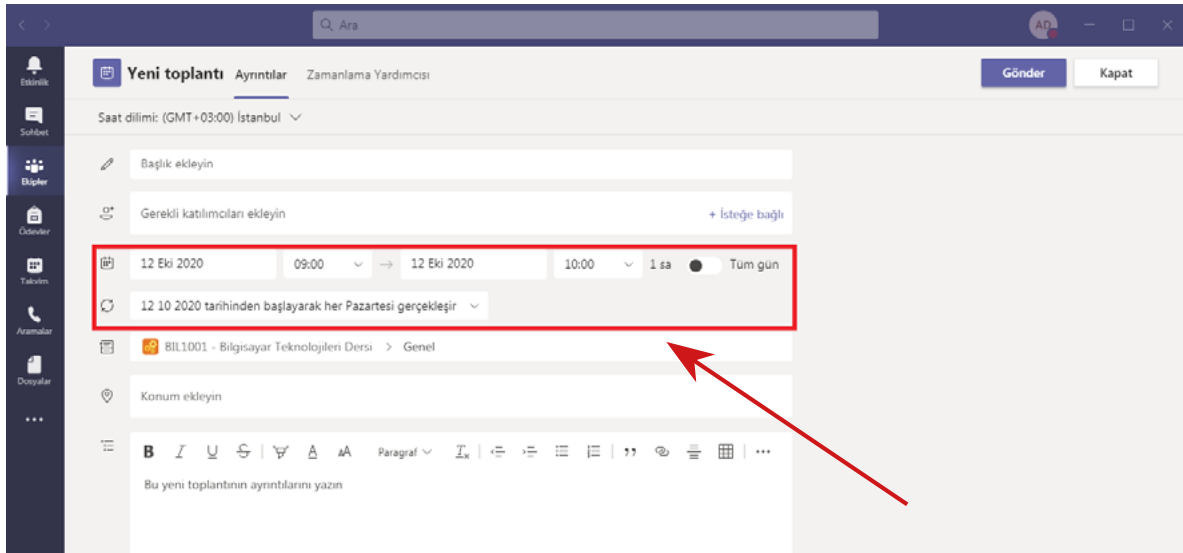 Ara
AD
Etkinlik
Sohbet
Ekipler
Ödevler
Takvim
Aramalar
Dosyalar
Yeni toplantı Ayrıntılar Zamanlama Yardımcısı Gönder Kapat
Saat dilimi: (GMT+03:00) İstanbul
Başlık ekleyin
Gerekli katılımcıları ekleyin + İsteğe bağlı
12 Eki 2020 09:00 → 12 Eki 2020 10:00 1 sa Tüm gün
12 10 2020 tarihinden başlayarak her Pazartesi gerçekleşir
BIL1001 - Bilgisayar Teknolojileri Dersi > Genel
Konum ekleyin
B I U S A AA Paragraf Tx
Bu yeni toplantının ayrıntılarını yazın